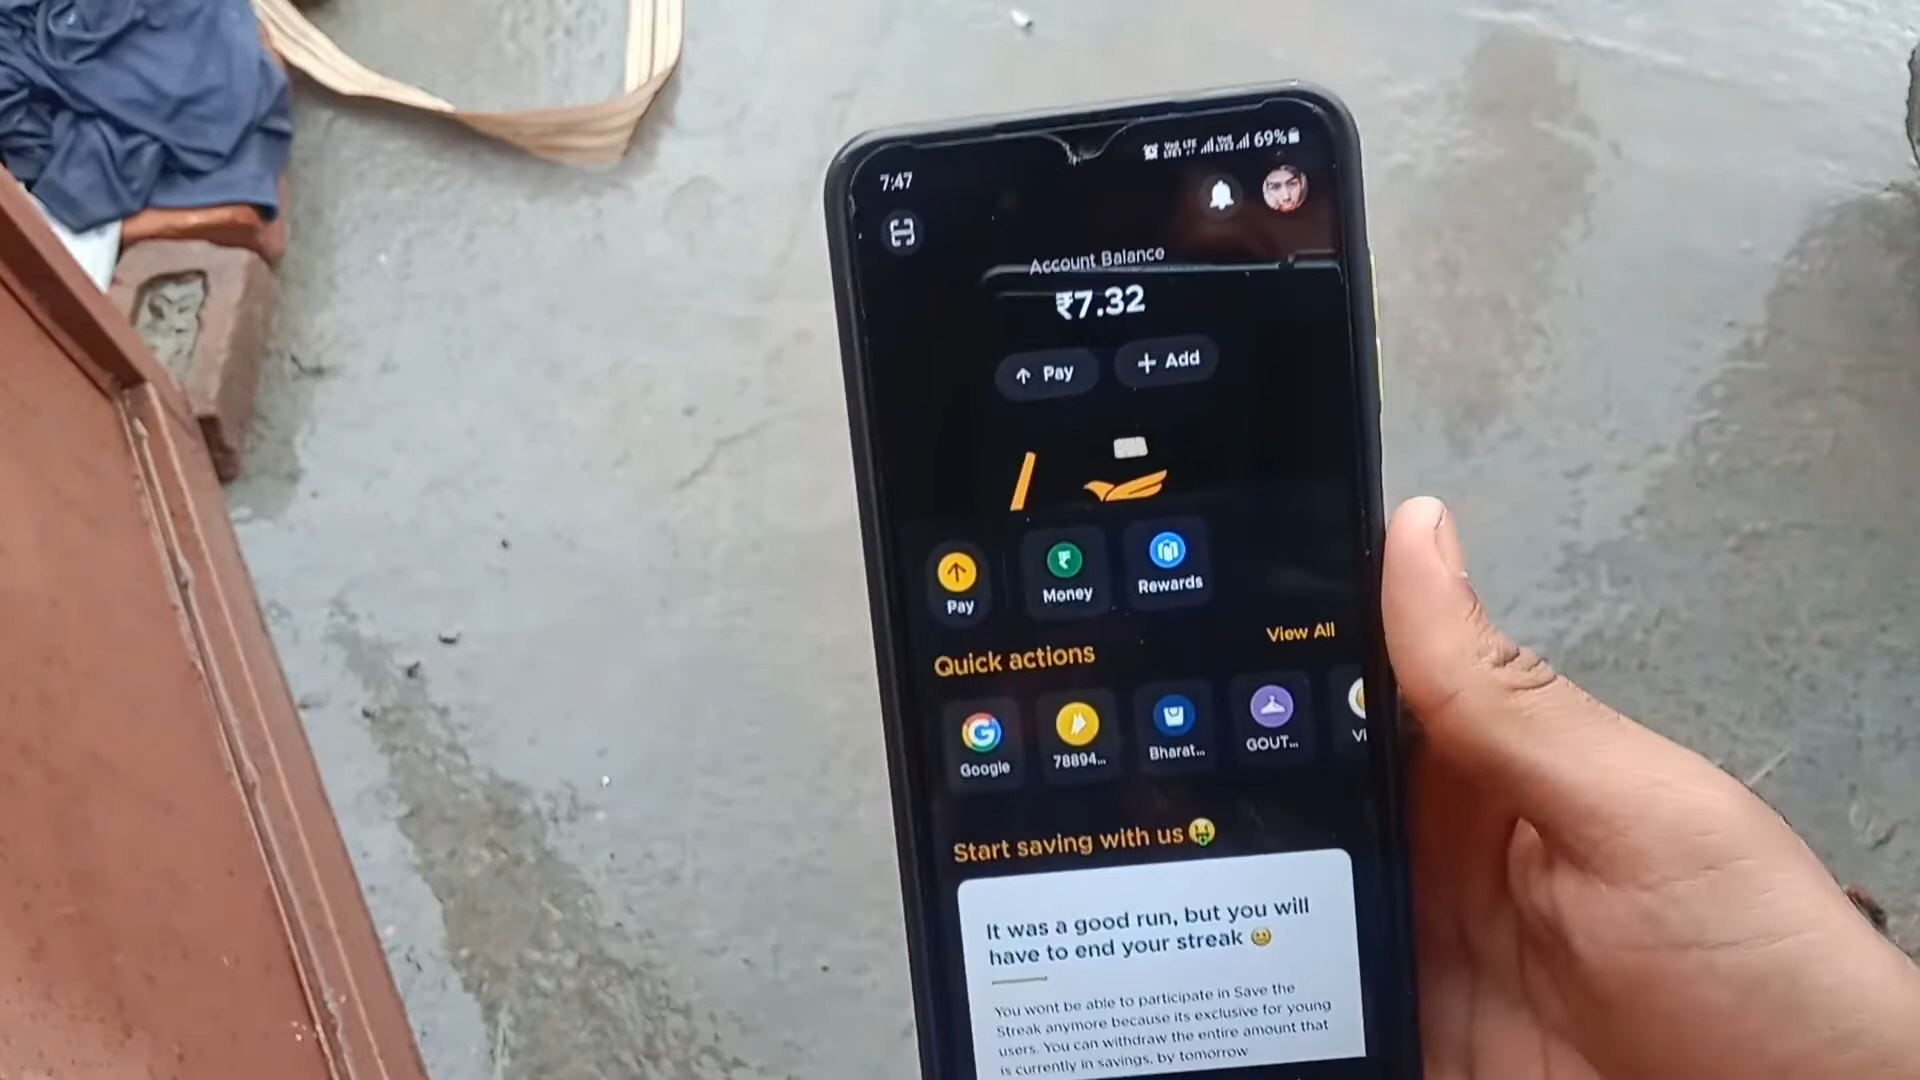 7:47
69%
Account Balance
₹7.32
↑ Pay
+ Add
Pay
Money
Rewards
Quick actions
View All
Google
78894...
Bharat...
GOUT...
Vi
Start saving with us🤑
It was a good run, but you will
have to end your streak
You wont be able to participate in Save the
Streak anymore because its exclusive for young
users. You can withdraw the entire amount that
is currently in savings, by tomorrow